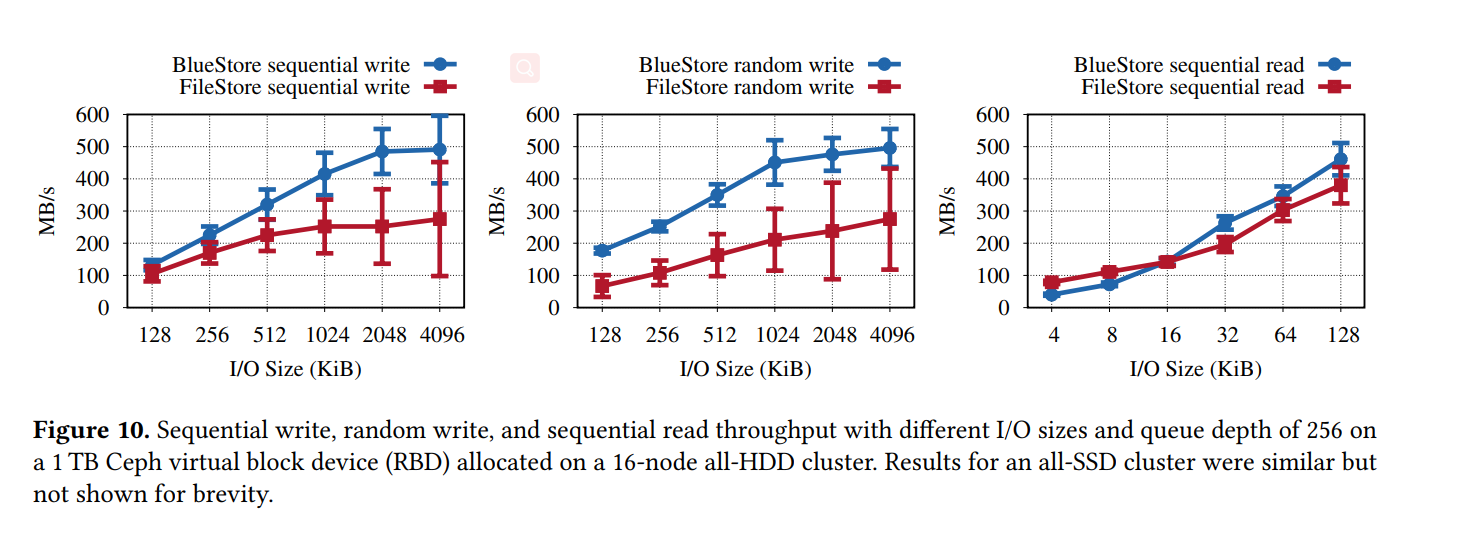 BlueStore sequential write
FileStore sequential write
600
500
400
300
200
100
0
MB/s
128 256 512 1024 2048 4096
I/O Size (KiB)
BlueStore random write
FileStore random write
600
500
400
300
200
100
0
MB/s
128 256 512 1024 2048 4096
I/O Size (KiB)
BlueStore sequential read
FileStore sequential read
600
500
400
300
200
100
0
MB/s
4 8 16 32 64 128
I/O Size (KiB)
Figure 10. Sequential write, random write, and sequential read throughput with different I/O sizes and queue depth of 256 on
a 1 TB Ceph virtual block device (RBD) allocated on a 16-node all-HDD cluster. Results for an all-SSD cluster were similar but
not shown for brevity.